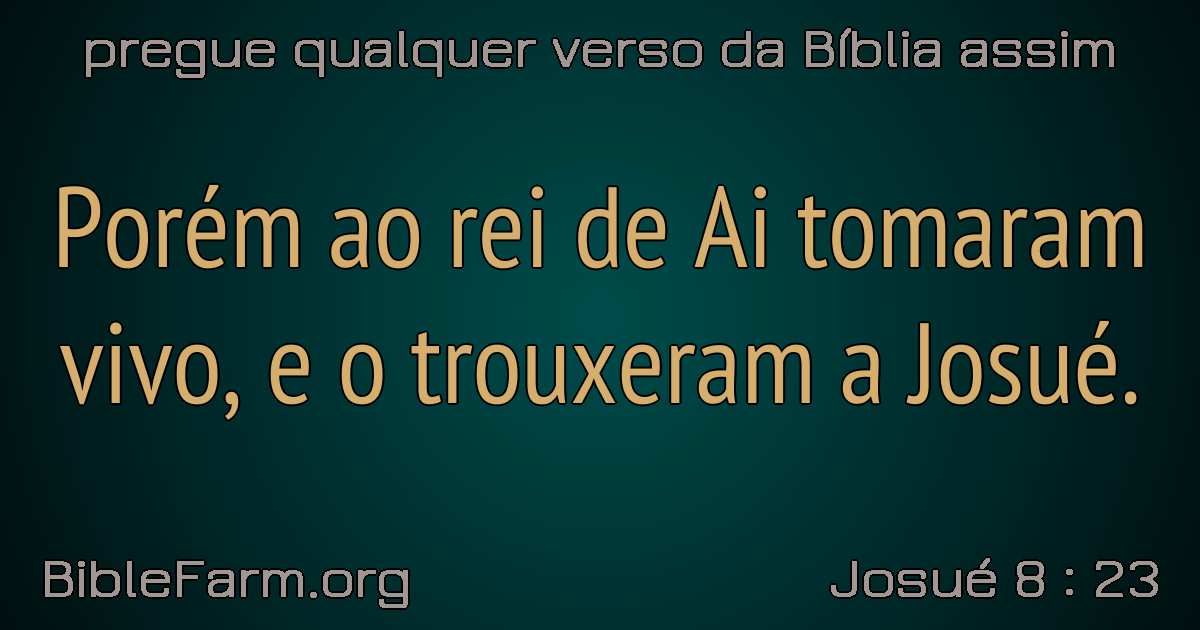 pregue qualquer verso da Bíblia assim
Porém ao rei de Ai tomaram
vivo, e o trouxeram a Josué.
BibleFarm.org
Josué 8 : 23